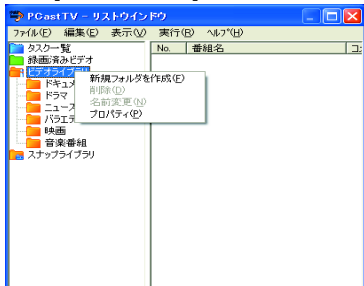 PCastTV - リストウインドウ
ファイル(F) 編集(E) 表示(V) 実行(R) ヘルプ(H)
タスク一覧
No. 番組名
録画済みビデオ
ビデオライブラリ
新規フォルダを作成(F)
ドキュメ
削除(D)
ドラマ
名前変更(N)
ニュース
プロパティ(P)
バラエテ
映画
音楽番組
スナップライブラリ